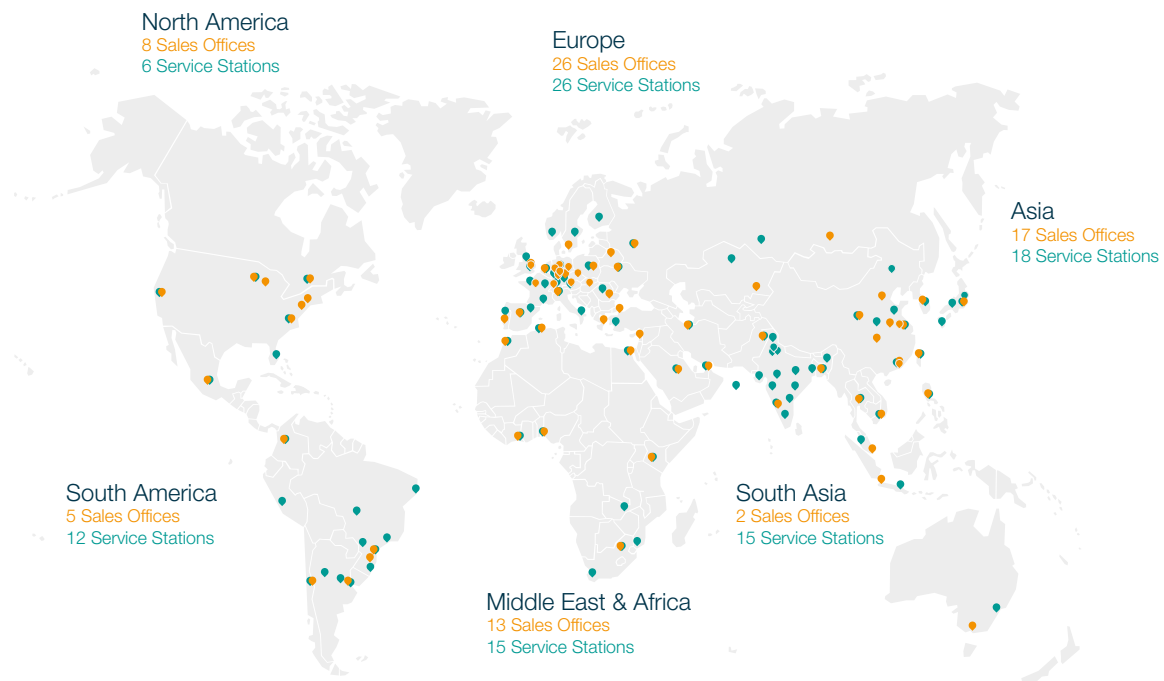 North America
8 Sales Offices
6 Service Stations
Europe
26 Sales Offices
26 Service Stations
Asia
17 Sales Offices
18 Service Stations
South America
5 Sales Offices
12 Service Stations
South Asia
2 Sales Offices
15 Service Stations
Middle East & Africa
13 Sales Offices
15 Service Stations